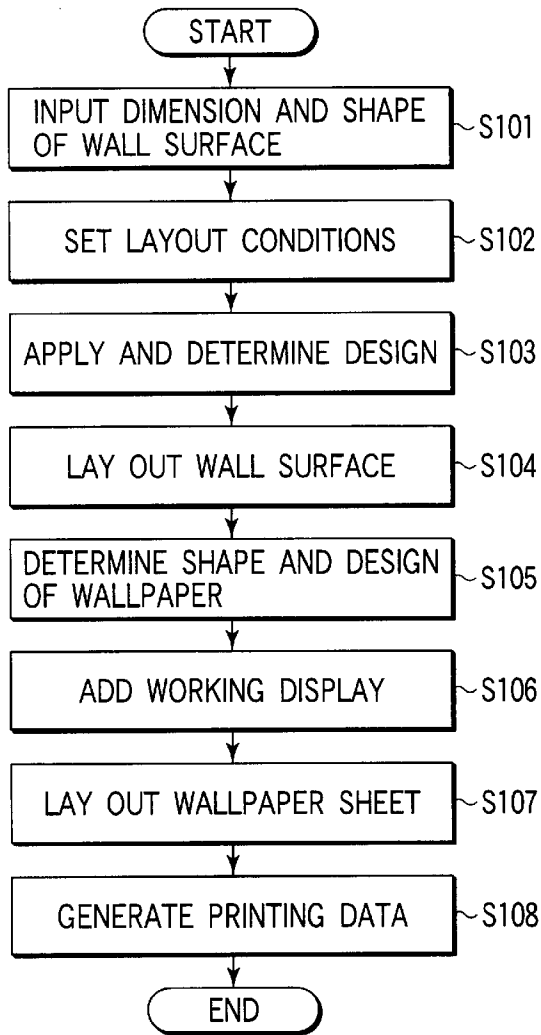 START
INPUT DIMENSION AND SHAPE
OF WALL SURFACE
S101
SET LAYOUT CONDITIONS
S102
APPLY AND DETERMINE DESIGN
S103
LAY OUT WALL SURFACE
S104
DETERMINE SHAPE AND DESIGN
OF WALLPAPER
S105
ADD WORKING DISPLAY
S106
LAY OUT WALLPAPER SHEET
S107
GENERATE PRINTING DATA
S108
END